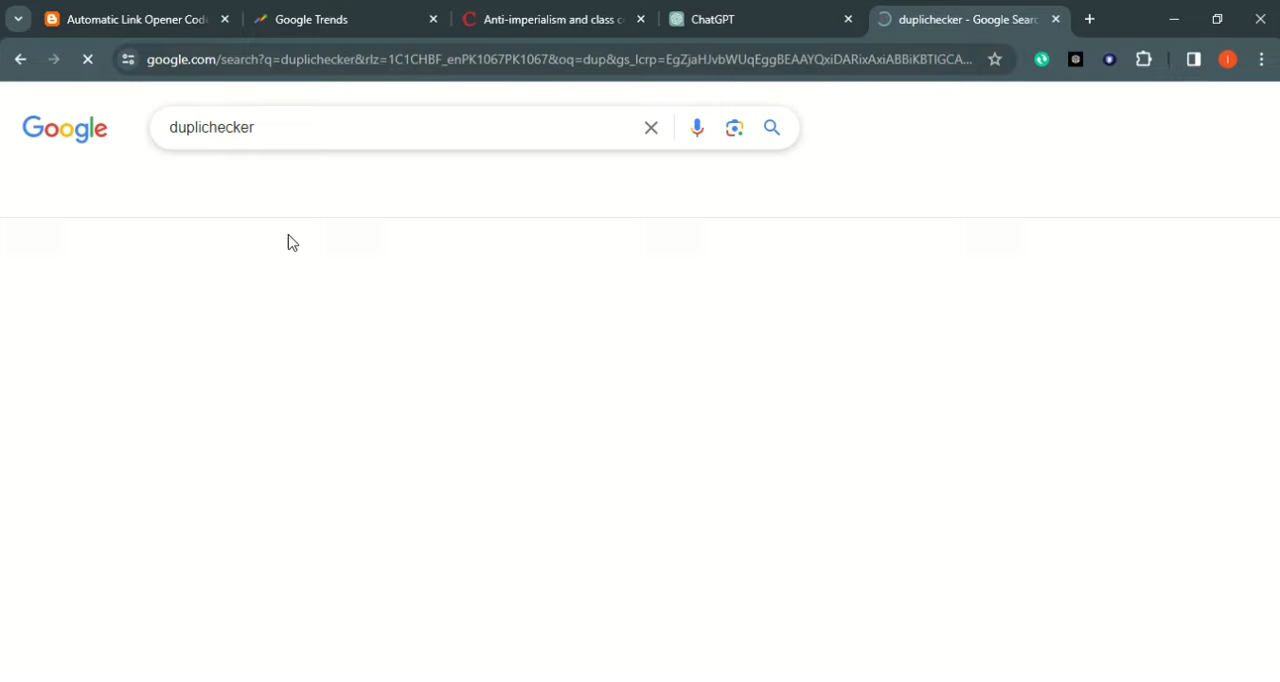 Automatic Link Opener Cod
Google Trends
Anti-imperialism and class c
ChatGPT
duplichecker - Google Searc
google.com/search?q=duplichecker&rlz=1C1CHBF_enPK1067PK1067&oq=dup&gs_lcrp=EgZjaHJvbWUqEggBEAAYQxiDARixAxiABBiKBTIGCA...
Google
duplichecker